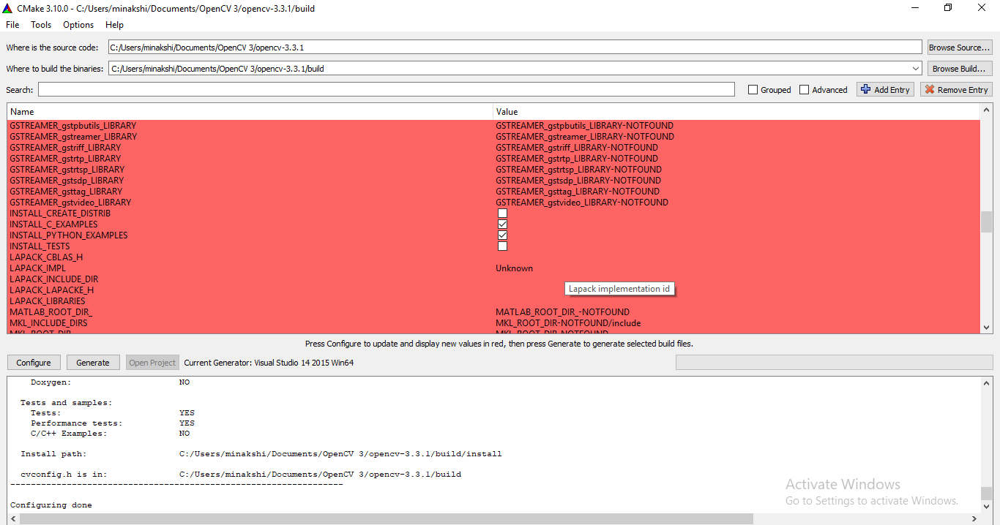 CMake 3.10.0 - C:/Users/minakshi/Documents/OpenCV 3/opencv-3.3.1/build
File Tools Options Help
Where is the source code: C:/Users/minakshi/Documents/OpenCV 3/opencv-3.3.1 Browse Source...
Where to build the binaries: C:/Users/minakshi/Documents/OpenCV 3/opencv-3.3.1/build Browse Build...
Search: Grouped Advanced Add Entry Remove Entry
Name Value
GSTREAMER_gstpbutils_LIBRARY GSTREAMER_gstpbutils_LIBRARY-NOTFOUND
GSTREAMER_gstreamer_LIBRARY GSTREAMER_gstreamer_LIBRARY-NOTFOUND
GSTREAMER_gstriff_LIBRARY GSTREAMER_gstriff_LIBRARY-NOTFOUND
GSTREAMER_gstrtp_LIBRARY GSTREAMER_gstrtp_LIBRARY-NOTFOUND
GSTREAMER_gstrtsp_LIBRARY GSTREAMER_gstrtsp_LIBRARY-NOTFOUND
GSTREAMER_gstsdp_LIBRARY GSTREAMER_gstsdp_LIBRARY-NOTFOUND
GSTREAMER_gsttag_LIBRARY GSTREAMER_gsttag_LIBRARY-NOTFOUND
GSTREAMER_gstvideo_LIBRARY GSTREAMER_gstvideo_LIBRARY-NOTFOUND
INSTALL_CREATE_DISTRIB
INSTALL_C_EXAMPLES
INSTALL_PYTHON_EXAMPLES
INSTALL_TESTS
LAPACK_CBLAS_H
LAPACK_IMPL Unknown
LAPACK_INCLUDE_DIR
LAPACK_LAPACKE_H
Lapack implementation id
LAPACK_LIBRARIES
MATLAB_ROOT_DIR_ MATLAB_ROOT_DIR_-NOTFOUND
MKL_INCLUDE_DIRS MKL_ROOT_DIR-NOTFOUND/include
MKL_ROOT_DIR MKL_ROOT_DIR-NOTFOUND
Press Configure to update and display new values in red, then press Generate to generate selected build files.
Configure Generate Open Project Current Generator: Visual Studio 14 2015 Win64
Doxygen: NO
Tests and samples:
Tests: YES
Performance tests: YES
C/C++ Examples: NO
Install path: C:/Users/minakshi/Documents/OpenCV 3/opencv-3.3.1/build/install
cvconfig.h is in: C:/Users/minakshi/Documents/OpenCV 3/opencv-3.3.1/build
-----------------------------------------------------------------
Configuring done
Activate Windows
Go to Settings to activate Windows.